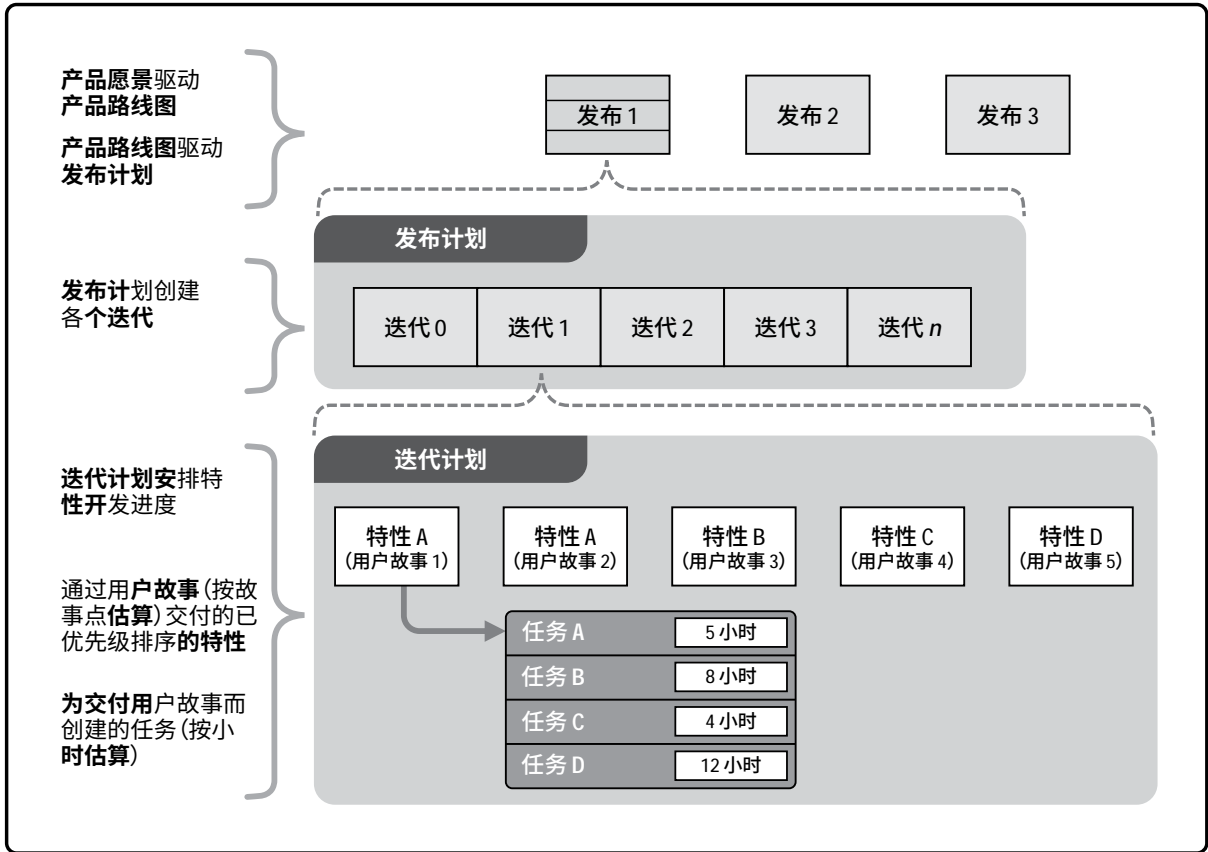 产品愿景驱动
产品路线图
产品路线图驱动
发布计划
发布 1
发布 2
发布 3
发布计划
发布计划创建
各个迭代
迭代 0
迭代 1
迭代 2
迭代 3
迭代 n
迭代计划
迭代计划安排特
性开发进度
通过用户故事（按故
事点估算）交付的已
优先级排序的特性
为交付用户故事而
创建的任务（按小
时估算）
特性 A
（用户故事 1）
特性 A
（用户故事 2）
特性 B
（用户故事 3）
特性 C
（用户故事 4）
特性 D
（用户故事 5）
任务 A
5 小时
任务 B
8 小时
任务 C
4 小时
任务 D
12 小时